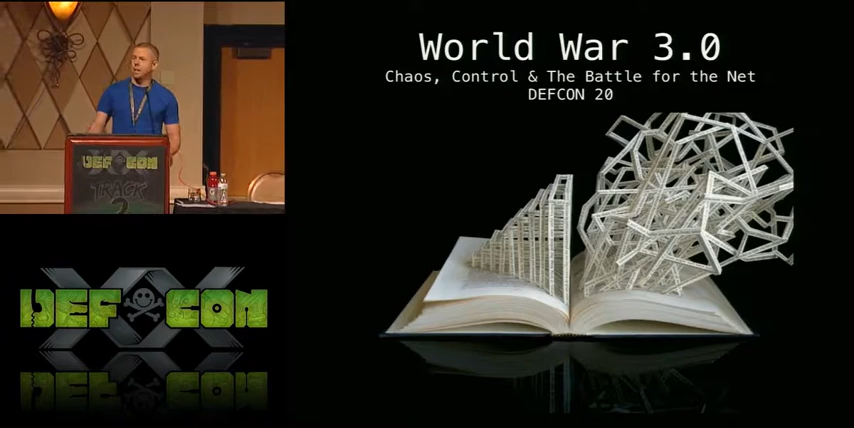 World War 3.0
Chaos, Control & The Battle for the Net
DEFCON 20
DEF CON
TRACK
2
DEF CON
XX